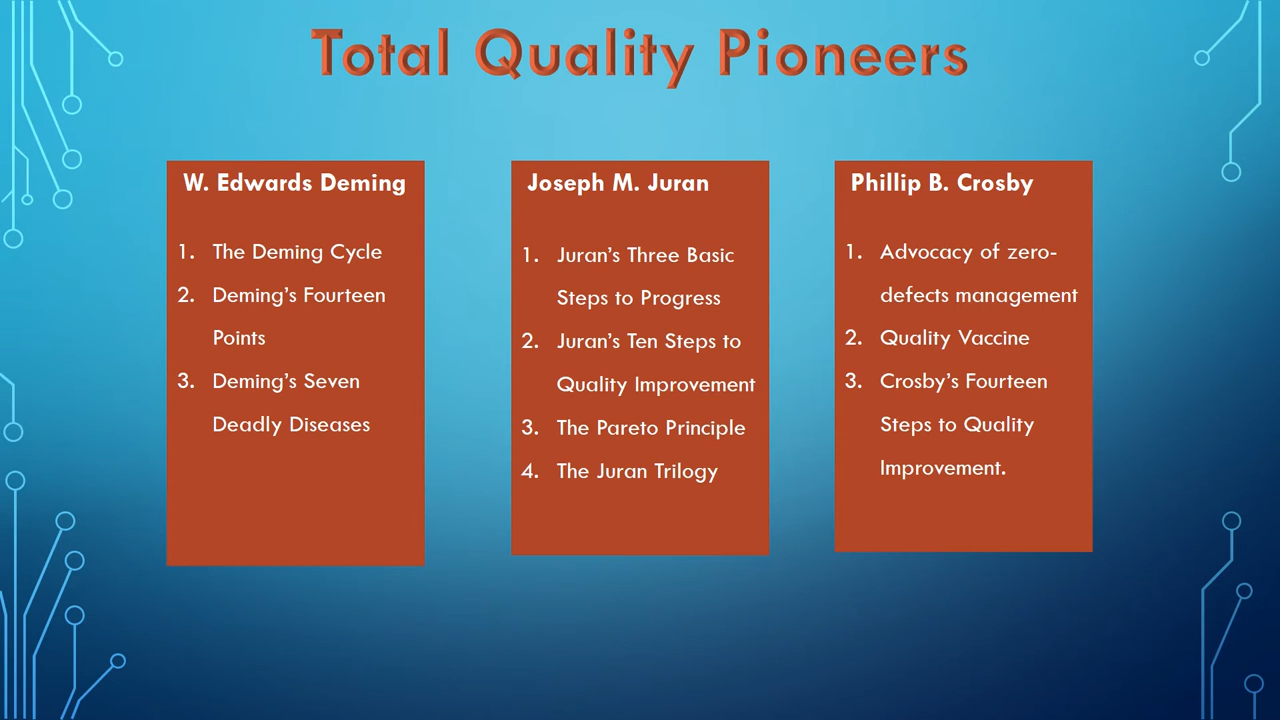 Total Quality Pioneers
W. Edwards Deming
1. The Deming Cycle
2. Deming’s Fourteen
Points
3. Deming’s Seven
Deadly Diseases
Joseph M. Juran
1. Juran’s Three Basic
Steps to Progress
2. Juran’s Ten Steps to
Quality Improvement
3. The Pareto Principle
4. The Juran Trilogy
Phillip B. Crosby
1. Advocacy of zero-
defects management
2. Quality Vaccine
3. Crosby’s Fourteen
Steps to Quality
Improvement.